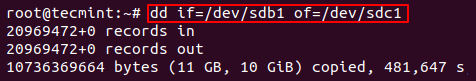 root@tecmint:~# dd if=/dev/sdb1 of=/dev/sdc1
20969472+0 records in
20969472+0 records out
10736369664 bytes (11 GB, 10 GiB) copied, 481,647 s